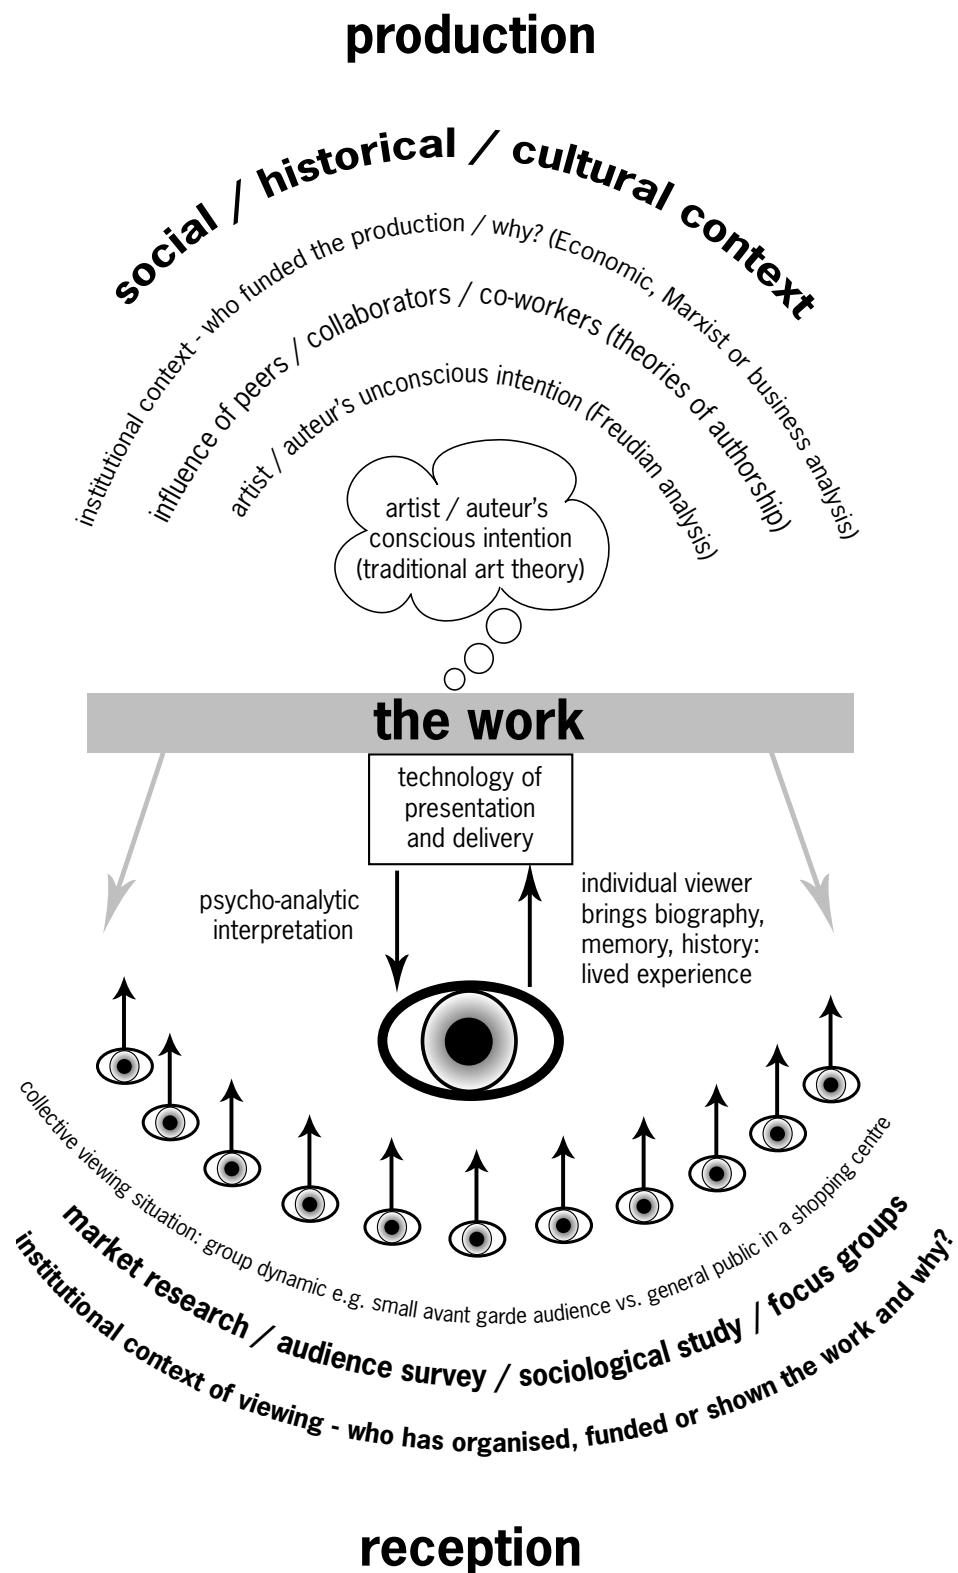 production
social / historical / cultural context
institutional context - who funded the production / why? (Economic, Marxist or business analysis)
influence of peers / collaborators / co-workers (theories of authorship)
artist / auteur's unconscious intention (Freudian analysis)
artist / auteur's
conscious intention
(traditional art theory)
the work
technology of
presentation
and delivery
psycho-analytic
interpretation
individual viewer
brings biography,
memory, history:
lived experience
collective viewing situation: group dynamic e.g. small avant garde audience vs. general public in a shopping centre
market research / audience survey / sociological study / focus groups
institutional context of viewing - who has organised, funded or shown the work and why?
reception